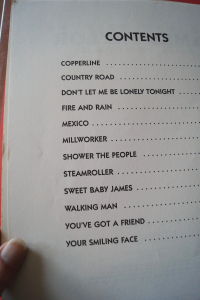 CONTENTS
COPPERLINE ..................
COUNTRY ROAD ..................
DON'T LET ME BE LONELY TONIGHT .....
FIRE AND RAIN ..................
MEXICO ..................
MILLWORKER ..................
SHOWER THE PEOPLE ..................
STEAMROLLER ..................
SWEET BABY JAMES ..................
WALKING MAN ..................
YOU'VE GOT A FRIEND ..................
YOUR SMILING FACE ..................